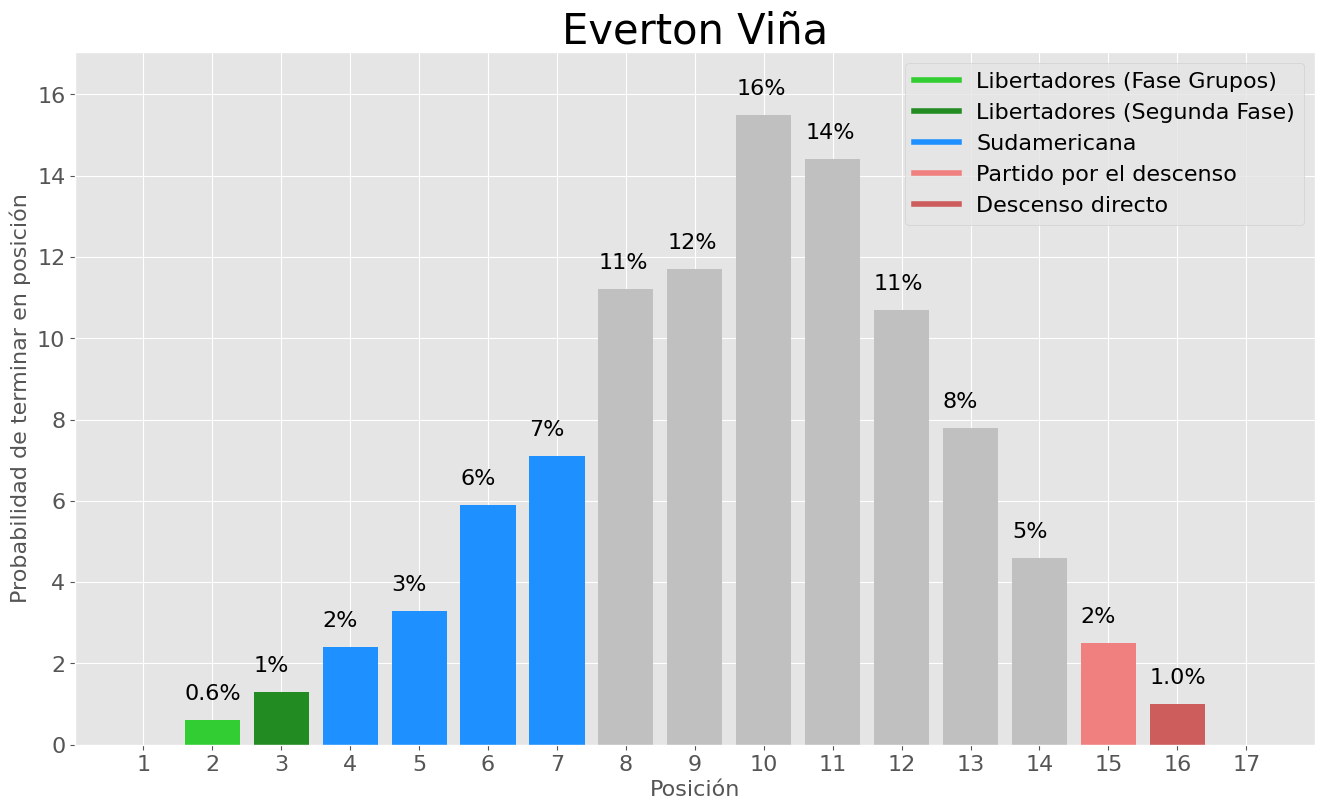 Everton Viña
Libertadores (Fase Grupos)
Libertadores (Segunda Fase)
Sudamericana
Partido por el descenso
Descenso directo
Probabilidad de terminar en posición
16
14
12
10
8
6
4
2
0
0.6%
1%
2%
3%
6%
7%
11%
12%
16%
14%
11%
8%
5%
2%
1.0%
1 2 3 4 5 6 7 8 9 10 11 12 13 14 15 16 17
Posición